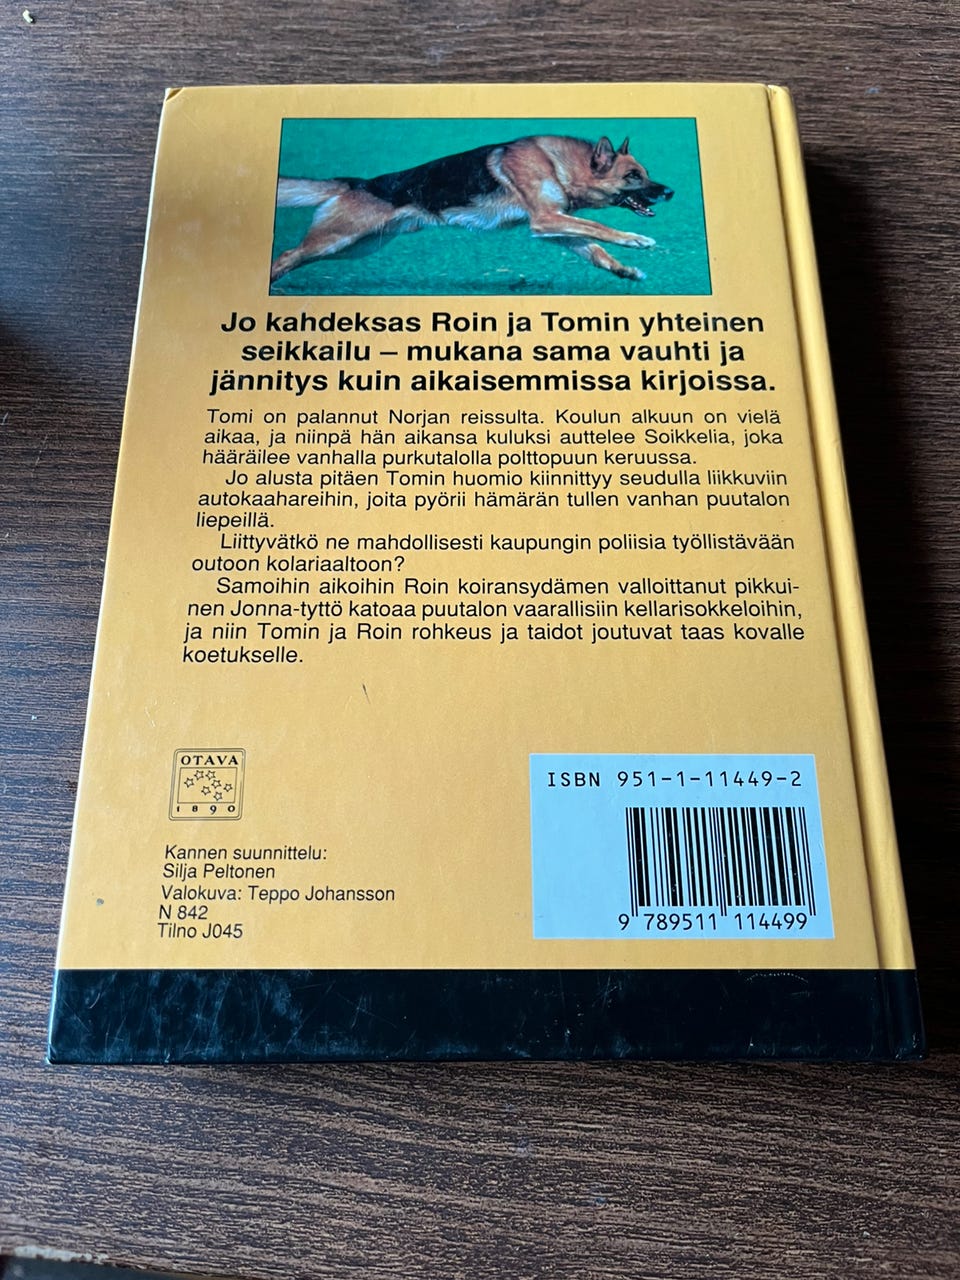 Jo kahdeksas Roin ja Tomin yhteinen
seikkailu – mukana sama vauhti ja
jännitys kuin aikaisemmissa kirjoissa.
Tomi on palannut Norjan reissulta. Koulun alkuun on vielä
aikaa, ja niinpä hän aikansa kuluksi auttelee Soikkelia, joka
hääräilee vanhalla purkutalolla polttopuun keruussa.
Jo alusta pitäen Tomin huomio kiinnittyy seudulla liikkuviin
autokaahareihin, joita pyörii hämärän tullen vanhan puutalon
liepeillä.
Liittyvätkö ne mahdollisesti kaupungin poliisia työllistävään
outoon kolariaaltoon?
Samoihin aikoihin Roin koiransydämen valloittanut pikkui-
nen Jonna-tyttö katoaa puutalon vaarallisiin kellarisokkeloihin,
ja niin Tomin ja Roin rohkeus ja taidot joutuvat taas kovalle
koetukselle.
OTAVA
1890
Kannen suunnittelu:
Silja Peltonen
Valokuva: Teppo Johansson
N 842
Tilno J045
ISBN 951-1-11449-2
9 789511 114499